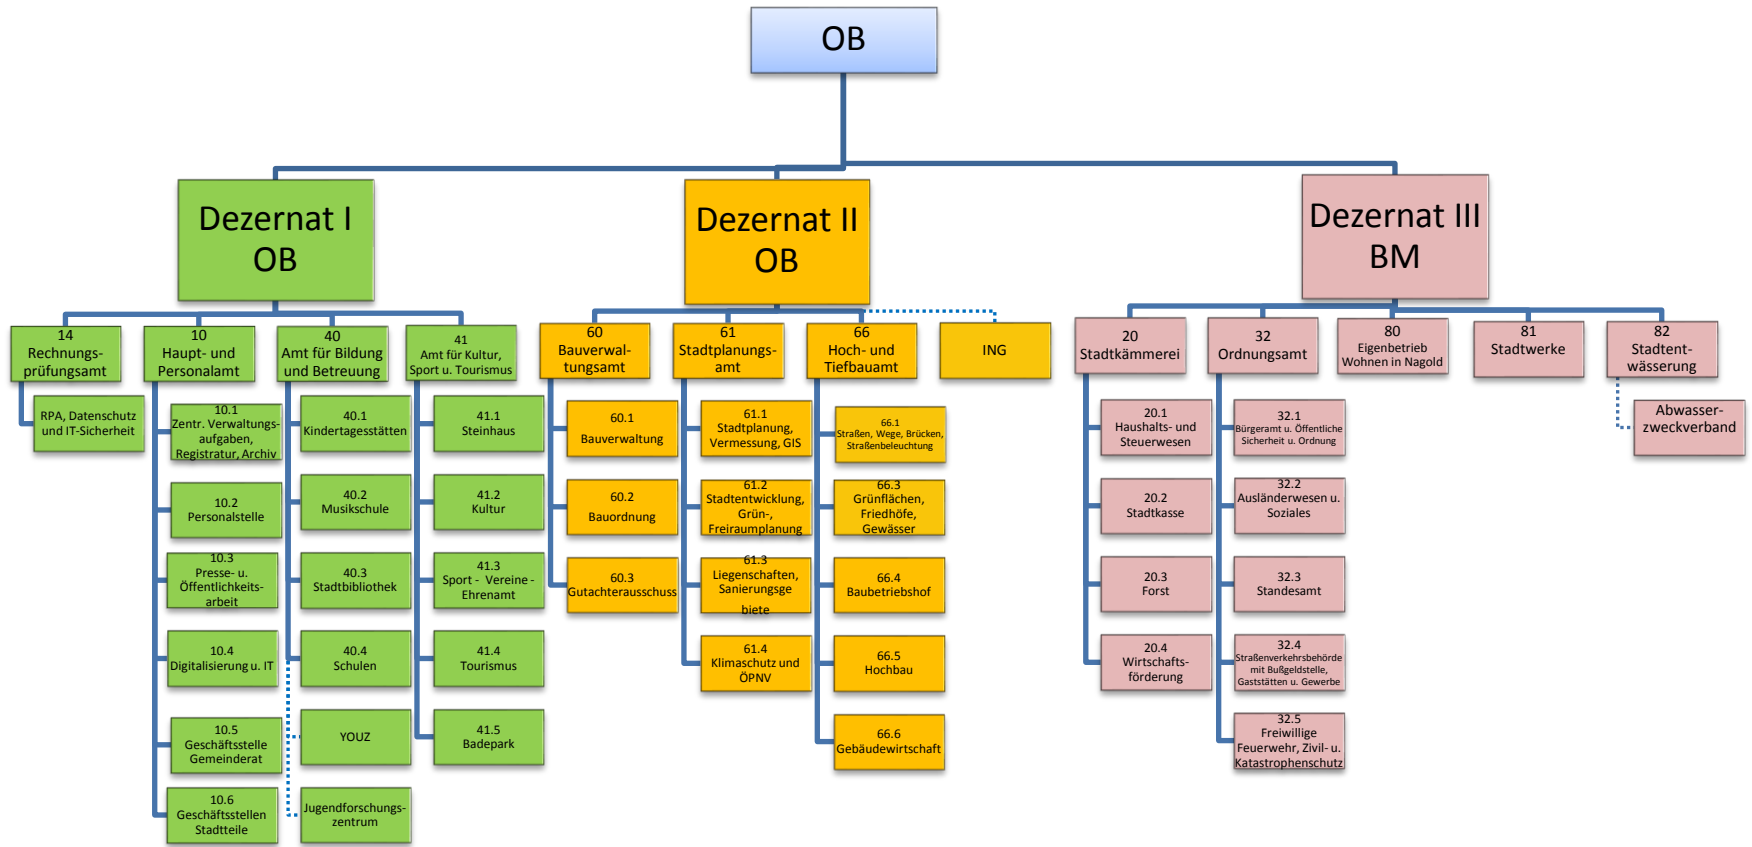 OB
Dezernat I
OB
14
Rechnungs-
prüfungsamt
RPA, Datenschutz
und IT-Sicherheit
10
Haupt- und
Personalamt
10.1
Zentr. Verwaltungs-
aufgaben,
Registratur, Archiv
10.2
Personalstelle
10.3
Presse- u.
Öffentlichkeits-
arbeit
10.4
Digitalisierung u. IT
10.5
Geschäftsstelle
Gemeinderat
10.6
Geschäftsstellen
Stadtteile
40
Amt für Bildung
und Betreuung
40.1
Kindertagesstätten
40.2
Musikschule
40.3
Stadtbibliothek
40.4
Schulen
YOUZ
Jugendforschungs-
zentrum
41
Amt für Kultur,
Sport u. Tourismus
41.1
Steinhaus
41.2
Kultur
41.3
Sport - Vereine -
Ehrenamt
41.4
Tourismus
41.5
Badepark
Dezernat II
OB
60
Bauverwal-
tungsamt
60.1
Bauverwaltung
60.2
Bauordnung
60.3
Gutachterausschuss
61
Stadtplanungs-
amt
61.1
Stadtplanung,
Vermessung, GIS
61.2
Stadtentwicklung,
Grün-,
Freiraumplanung
61.3
Liegenschaften,
Sanierungsge
biete
61.4
Klimaschutz und
ÖPNV
66
Hoch- und
Tiefbauamt
66.1
Straßen, Wege, Brücken,
Straßenbeleuchtung
66.3
Grünflächen,
Friedhöfe,
Gewässer
66.4
Baubetriebshof
66.5
Hochbau
66.6
Gebäudewirtschaft
ING
Dezernat III
BM
20
Stadtkämmerei
20.1
Haushalts- und
Steuerwesen
20.2
Stadtkasse
20.3
Forst
20.4
Wirtschafts-
förderung
32
Ordnungsamt
32.1
Bürgeramt u. Öffentliche
Sicherheit u. Ordnung
32.2
Ausländerwesen u.
Soziales
32.3
Standesamt
32.4
Straßenverkehrsbehörde
mit Bußgeldstelle,
Gaststätten u. Gewerbe
32.5
Freiwillige
Feuerwehr, Zivil- u.
Katastrophenschutz
80
Eigenbetrieb
Wohnen in Nagold
81
Stadtwerke
82
Stadtent-
wässerung
Abwasser-
zweckverband